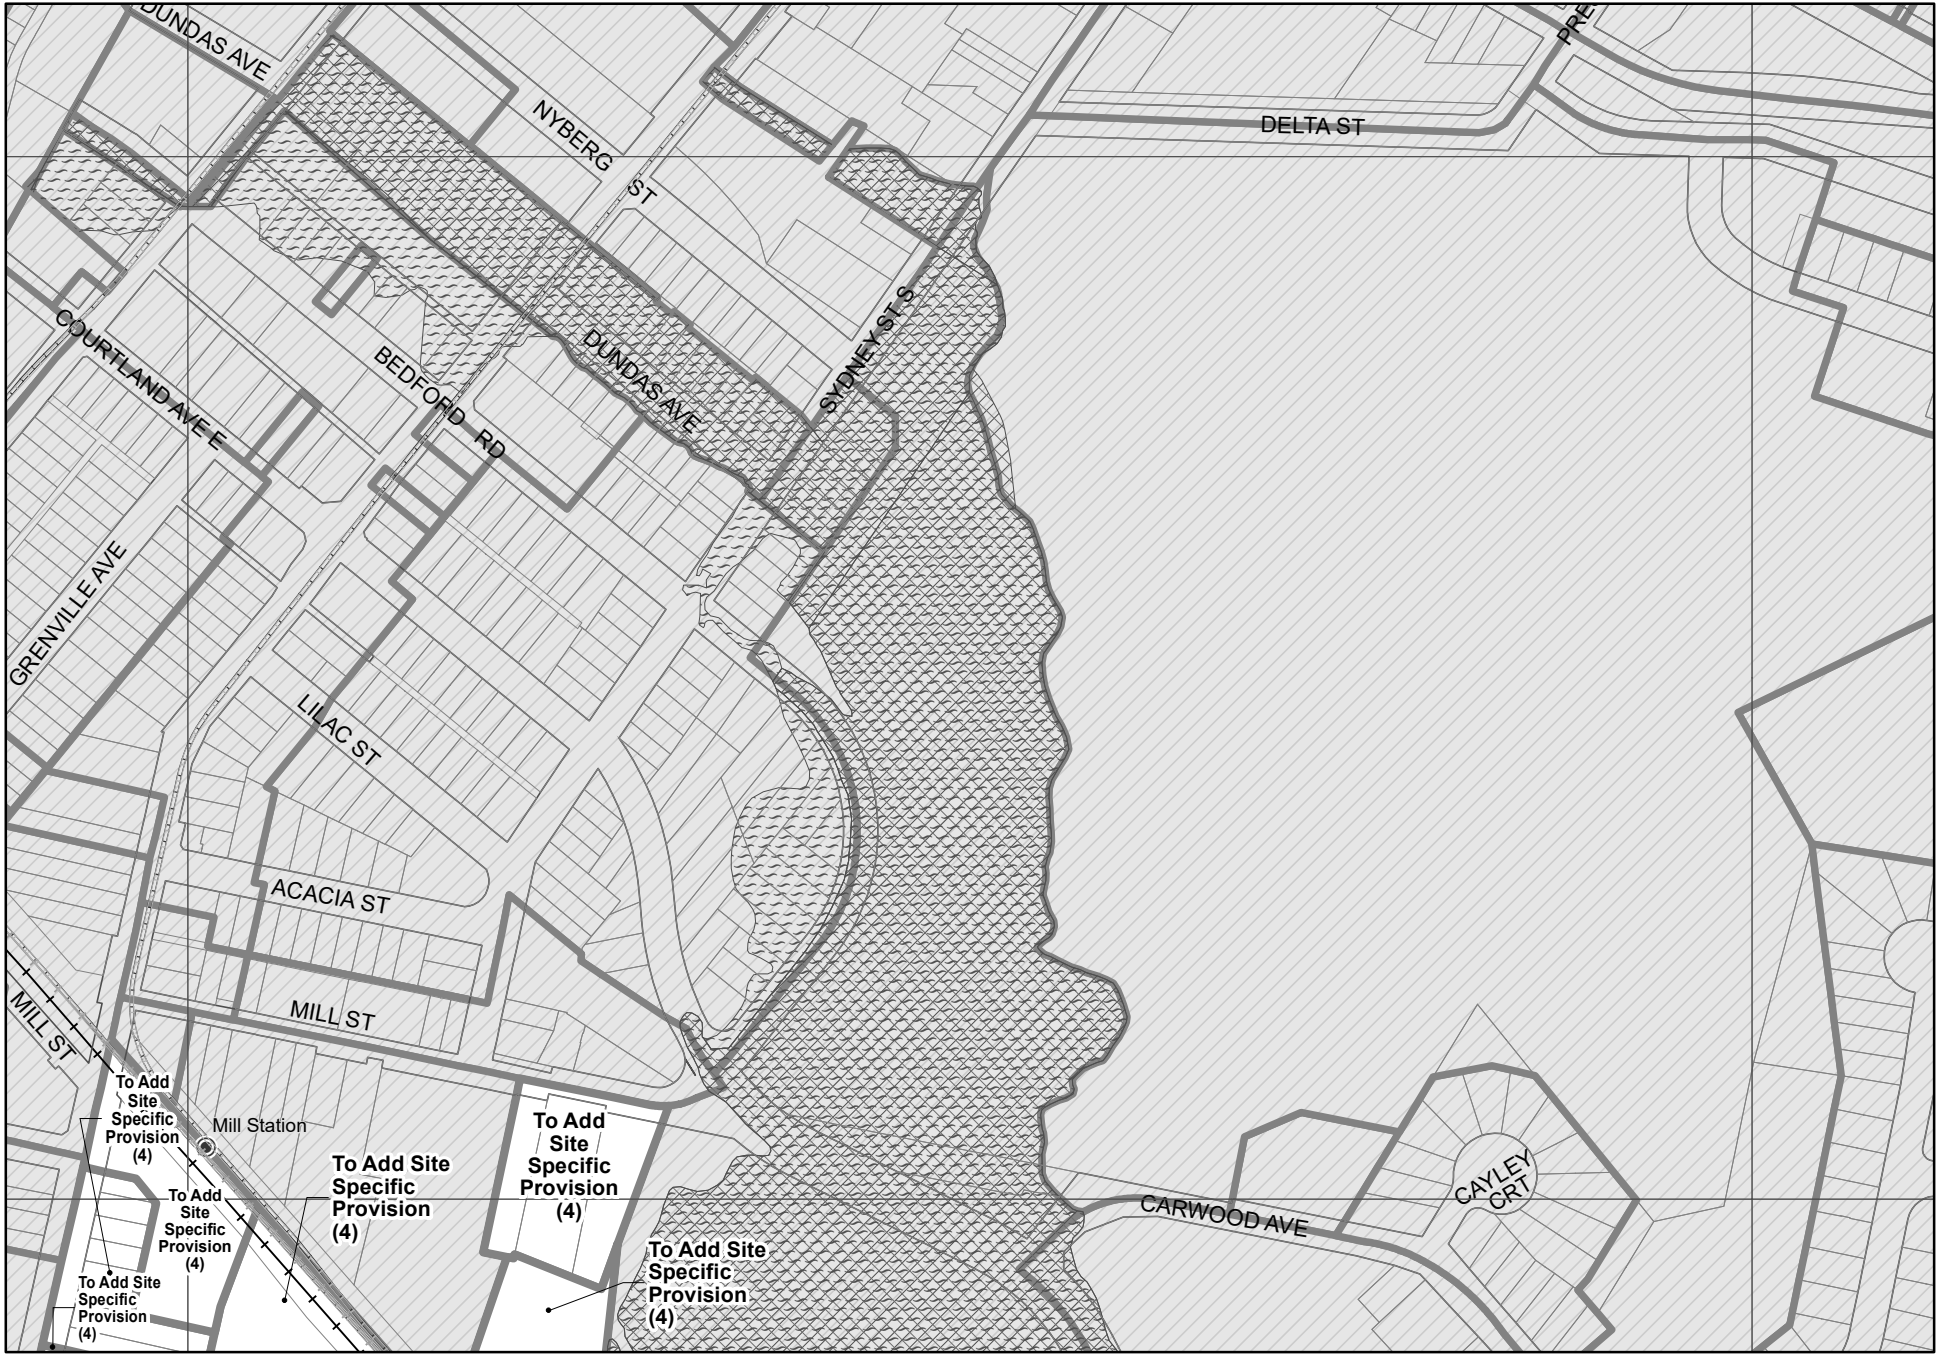 DUNDAS AVE
PRE
NYBERG ST
DELTA ST
SYDNEY ST S
COURTLAND AVE E
BEDFORD RD
DUNDAS AVE
GRENVILLE AVE
LILAC ST
ACACIA ST
MILL ST
MILL ST
To Add
Site
Specific
Provision
(4)
Mill Station
To Add
Site
Specific
Provision
(4)
To Add Site
Specific
Provision
(4)
To Add
Site
Specific
Provision
(4)
To Add Site
Specific
Provision
(4)
To Add Site
Specific
Provision
(4)
CARWOOD AVE
CAYLEY
CRT